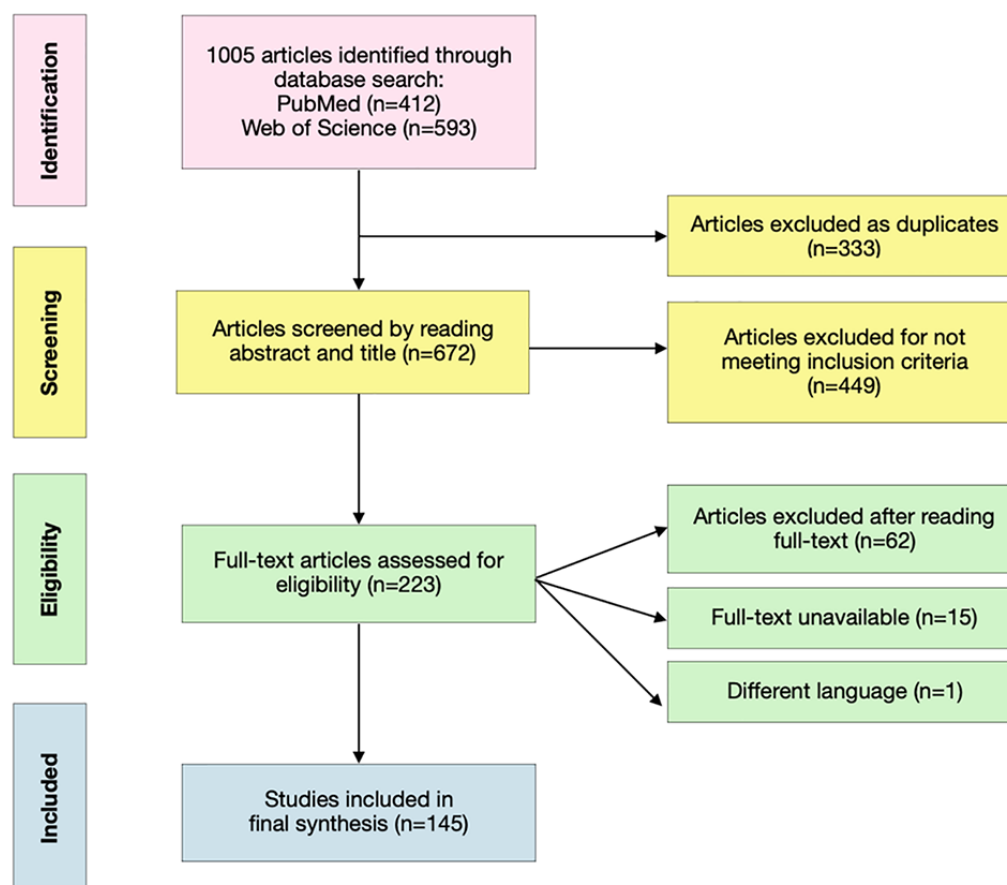 Identification
1005 articles identified through
database search:
PubMed (n=412)
Web of Science (n=593)
Articles excluded as duplicates
(n=333)
Screening
Articles screened by reading
abstract and title (n=672)
Articles excluded for not
meeting inclusion criteria
(n=449)
Eligibility
Full-text articles assessed for
eligibility (n=223)
Articles excluded after reading
full-text (n=62)
Full-text unavailable (n=15)
Different language (n=1)
Included
Studies included in
final synthesis (n=145)